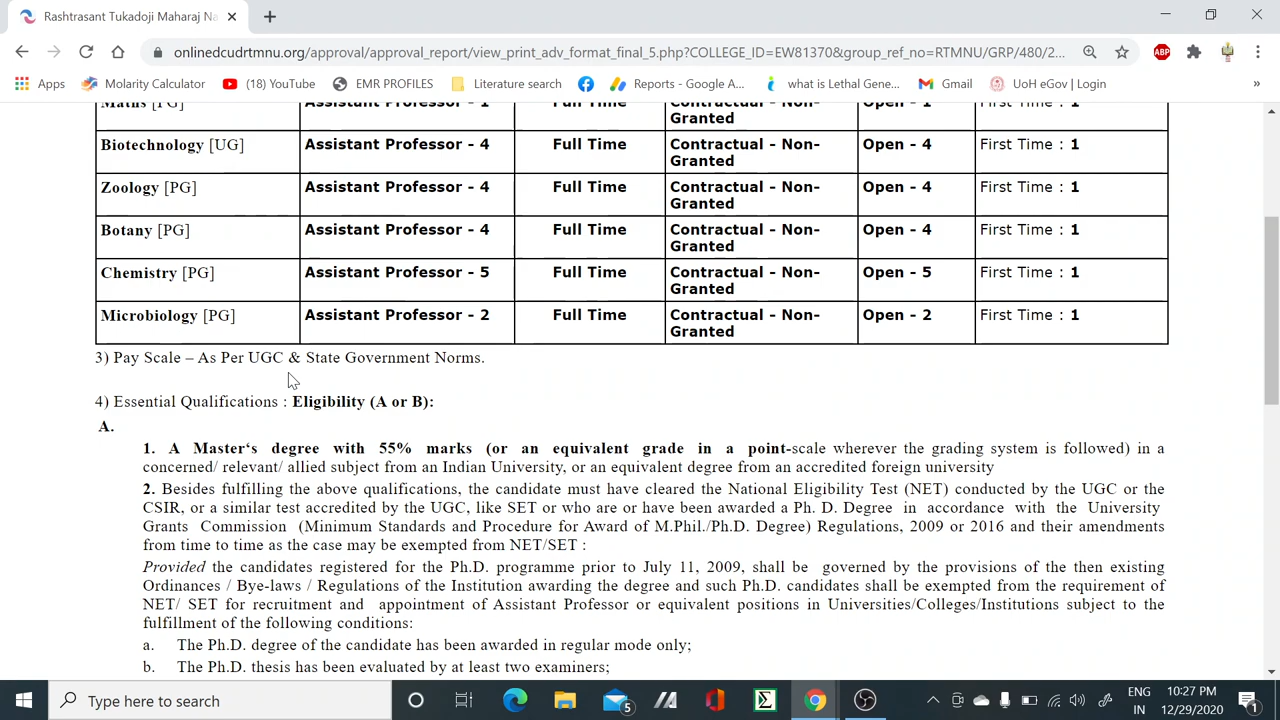 Rashtrasant Tukadoji Maharaj Na
onlinedcudrtmnu.org/approval/approval_report/view_print_adv_format_final_5.php?COLLEGE_ID=EW81370&group_ref_no=RTMNU/GRP/480/2...
ABP
Apps Molarity Calculator (18) YouTube EMR PROFILES Literature search Reports - Google A... what is Lethal Gene... Gmail UoH eGov | Login »
Maths [PG] Assistant Professor - 1 Full Time Contractual - Non-Granted Open - 1 First Time : 1
Biotechnology [UG] Assistant Professor - 4 Full Time Contractual - Non-Granted Open - 4 First Time : 1
Zoology [PG] Assistant Professor - 4 Full Time Contractual - Non-Granted Open - 4 First Time : 1
Botany [PG] Assistant Professor - 4 Full Time Contractual - Non-Granted Open - 4 First Time : 1
Chemistry [PG] Assistant Professor - 5 Full Time Contractual - Non-Granted Open - 5 First Time : 1
Microbiology [PG] Assistant Professor - 2 Full Time Contractual - Non-Granted Open - 2 First Time : 1
3) Pay Scale – As Per UGC & State Government Norms.
4) Essential Qualifications : Eligibility (A or B):
A.
1. A Master‘s degree with 55% marks (or an equivalent grade in a point-scale wherever the grading system is followed) in a
concerned/ relevant/ allied subject from an Indian University, or an equivalent degree from an accredited foreign university
2. Besides fulfilling the above qualifications, the candidate must have cleared the National Eligibility Test (NET) conducted by the UGC or the
CSIR, or a similar test accredited by the UGC, like SET or who are or have been awarded a Ph. D. Degree in accordance with the University
Grants Commission (Minimum Standards and Procedure for Award of M.Phil./Ph.D. Degree) Regulations, 2009 or 2016 and their amendments
from time to time as the case may be exempted from NET/SET :
Provided the candidates registered for the Ph.D. programme prior to July 11, 2009, shall be governed by the provisions of the then existing
Ordinances / Bye-laws / Regulations of the Institution awarding the degree and such Ph.D. candidates shall be exempted from the requirement of
NET/ SET for recruitment and appointment of Assistant Professor or equivalent positions in Universities/Colleges/Institutions subject to the
fulfillment of the following conditions:
a. The Ph.D. degree of the candidate has been awarded in regular mode only;
b. The Ph.D. thesis has been evaluated by at least two examiners;
Type here to search
5
ENG
IN
10:27 PM
12/29/2020
1